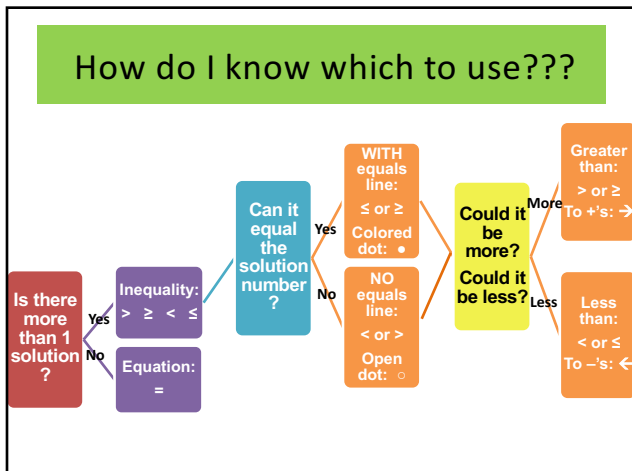 How do I know which to use???
Is there
more
than 1
solution
?
Yes
No
Inequality:
> ≥ < ≤
Equation:
=
Can it
equal
the
solution
number
?
Yes
No
WITH
equals
line:
≤ or ≥
Colored
dot: ●
NO
equals
line:
< or >
Open
dot: ○
Could it
be
more?
Could it
be less?
More
Less
Greater
than:
> or ≥
To +'s: →
Less
than:
< or ≤
To –'s: ←